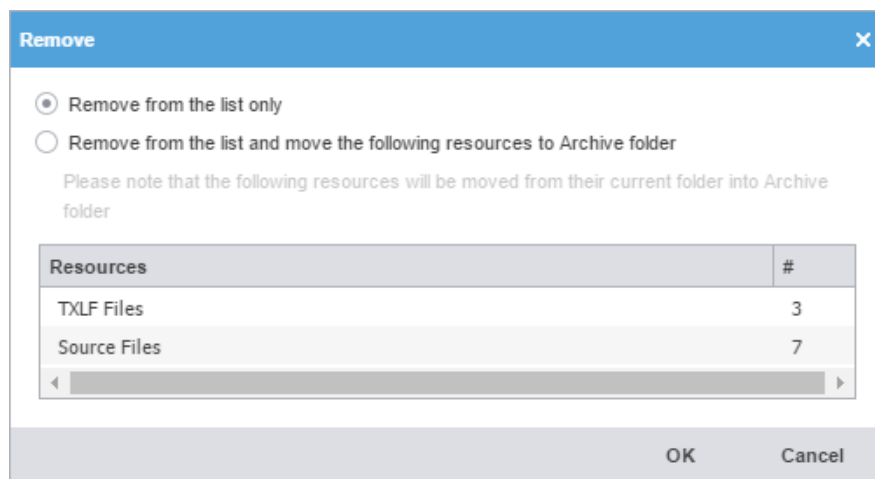 Remove
Remove from the list only
Remove from the list and move the following resources to Archive folder
Please note that the following resources will be moved from their current folder into Archive
folder
Resources #
TXLF Files 3
Source Files 7
OK Cancel